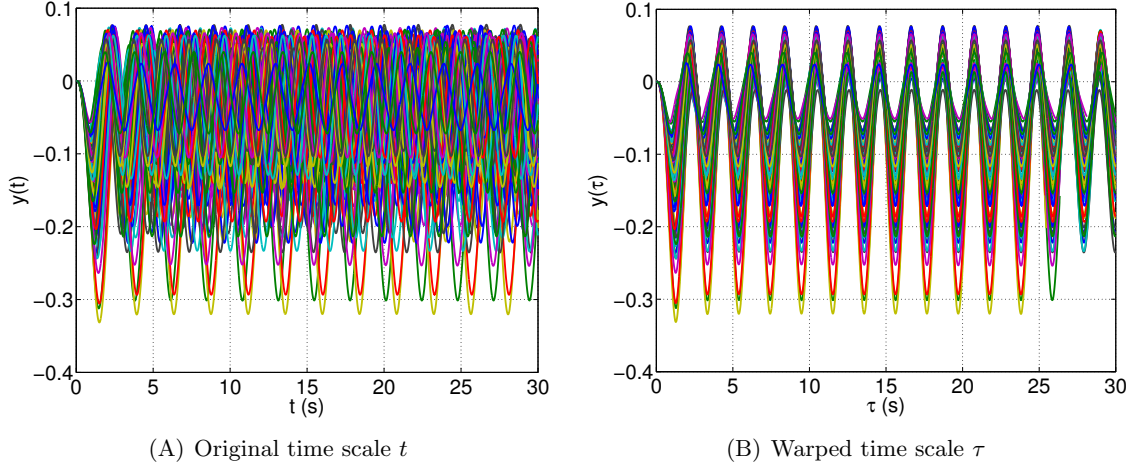 0.1
0
−0.1
−0.2
−0.3
−0.4
y(t)
0 5 10 15 20 25 30
t (s)
(A) Original time scale t
0.1
0
−0.1
−0.2
−0.3
−0.4
y(τ)
0 5 10 15 20 25 30
τ (s)
(B) Warped time scale τ